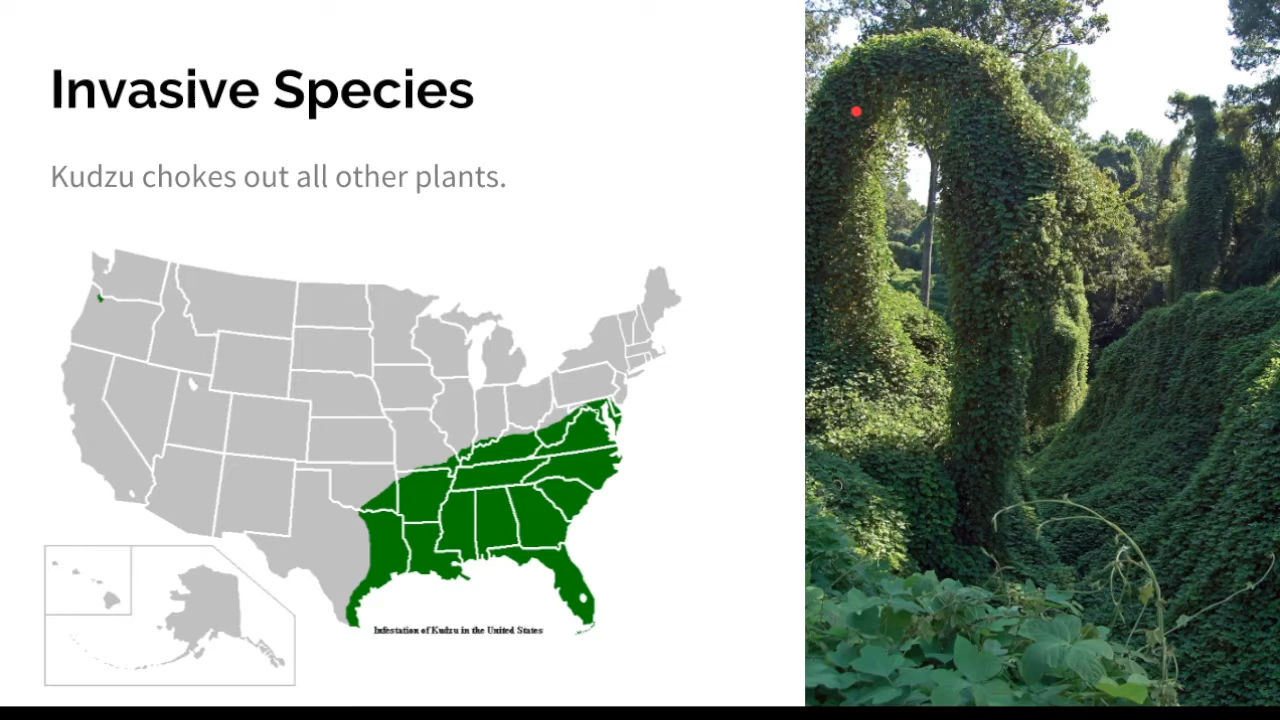 Invasive Species
Kudzu chokes out all other plants.
Infestation of Kudzu in the United States